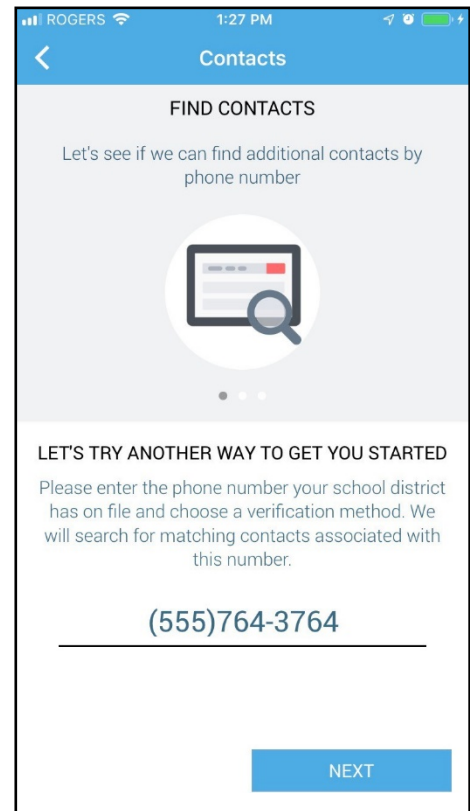 ROGERS 1:27 PM
Contacts
FIND CONTACTS
Let's see if we can find additional contacts by
phone number
LET'S TRY ANOTHER WAY TO GET YOU STARTED
Please enter the phone number your school district
has on file and choose a verification method. We
will search for matching contacts associated with
this number.
(555)764-3764
NEXT